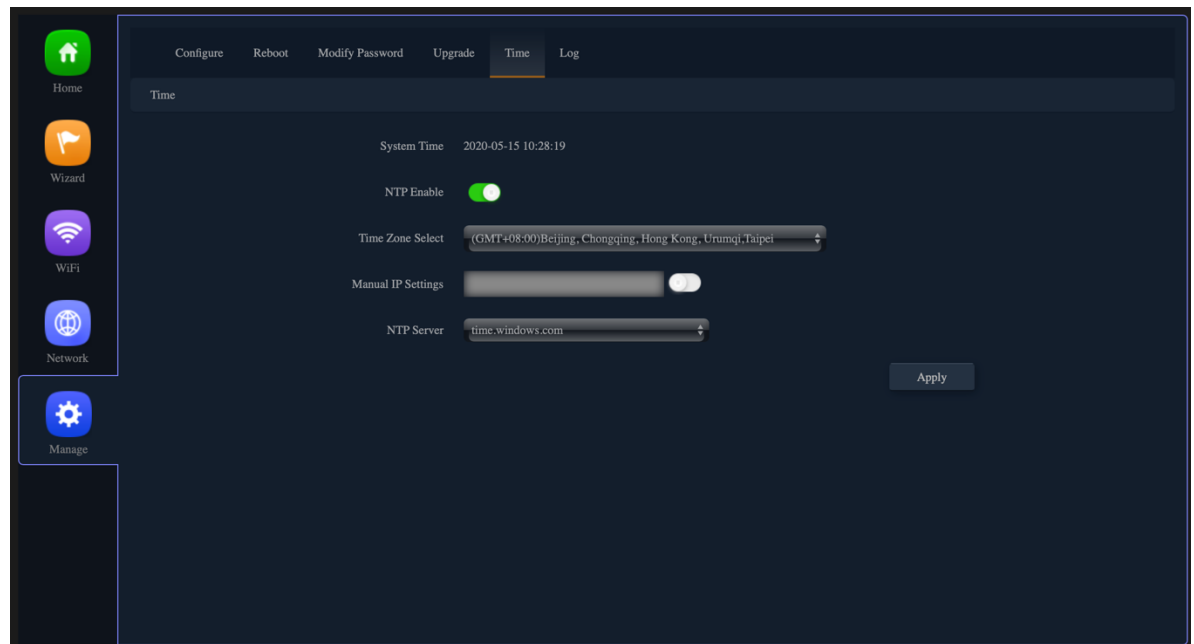 Home
Wizard
WiFi
Network
Manage
Configure Reboot Modify Password Upgrade Time Log
Time
System Time 2020-05-15 10:28:19
NTP Enable
Time Zone Select (GMT+08:00)Beijing, Chongqing, Hong Kong, Urumqi,Taipei
Manual IP Settings
NTP Server time.windows.com
Apply